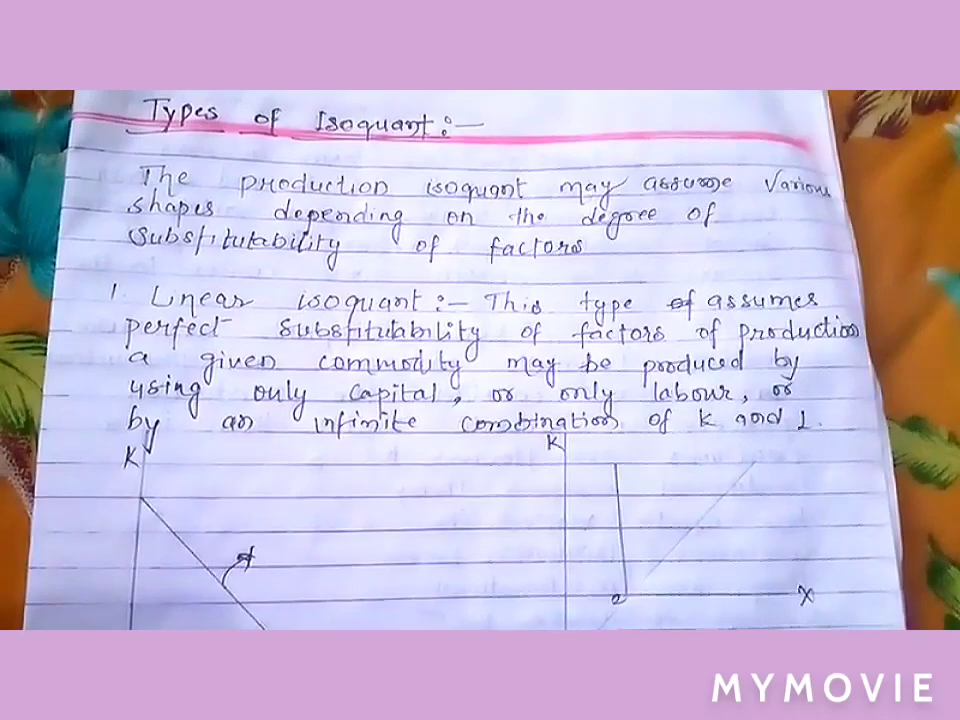 Types of Isoquant :-
The production isoquant may assume various
shapes depending on the degree of
substitutability of factors
1. Linear isoquant :- This type of assumes
perfect substitutability of factors of production
a given commodity may be produced by
using only capital, or only labour, or
by an infinite combination of K and L.
K
K
X
MYMOVIE